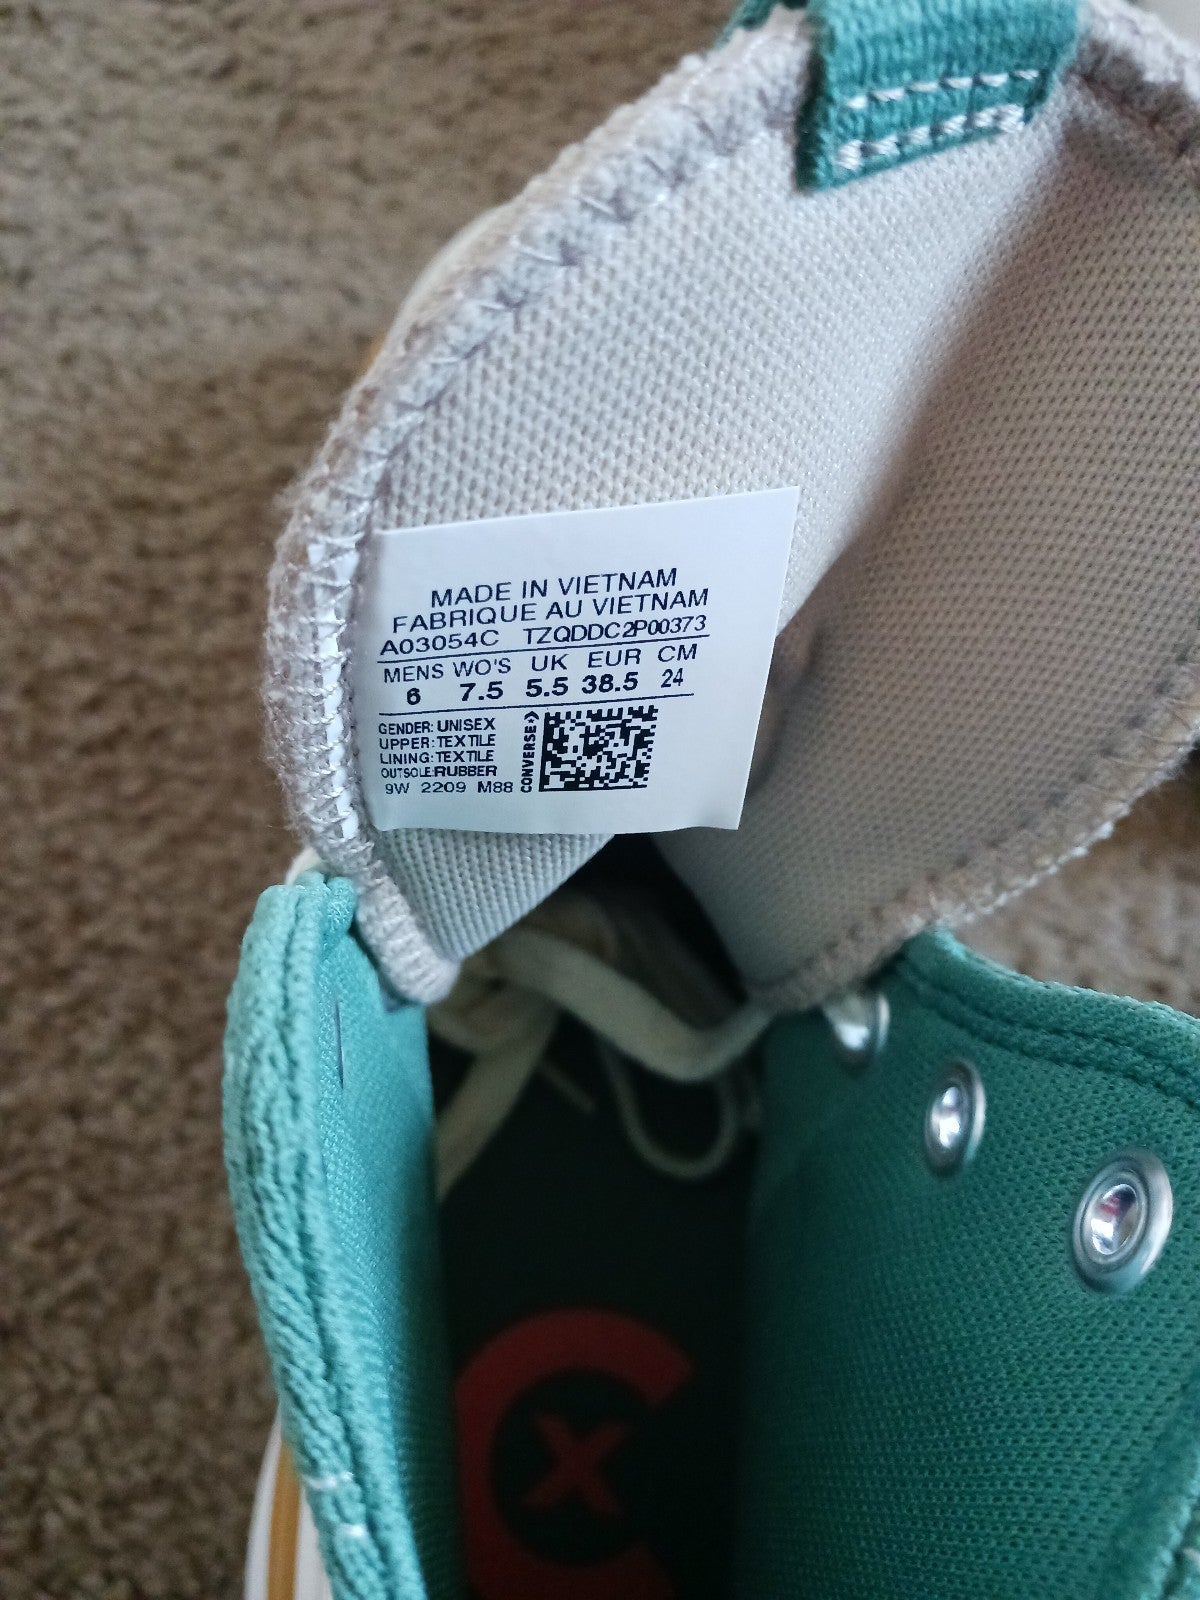 MADE IN VIETNAM
FABRIQUE AU VIETNAM
A03054C TZQDDC2P00373
MENS WO'S UK EUR CM
6 7.5 5.5 38.5 24
GENDER: UNISEX
UPPER: TEXTILE
LINING: TEXTILE
OUTSOLE: RUBBER
9W 2209 M88
CONVERSE
CX